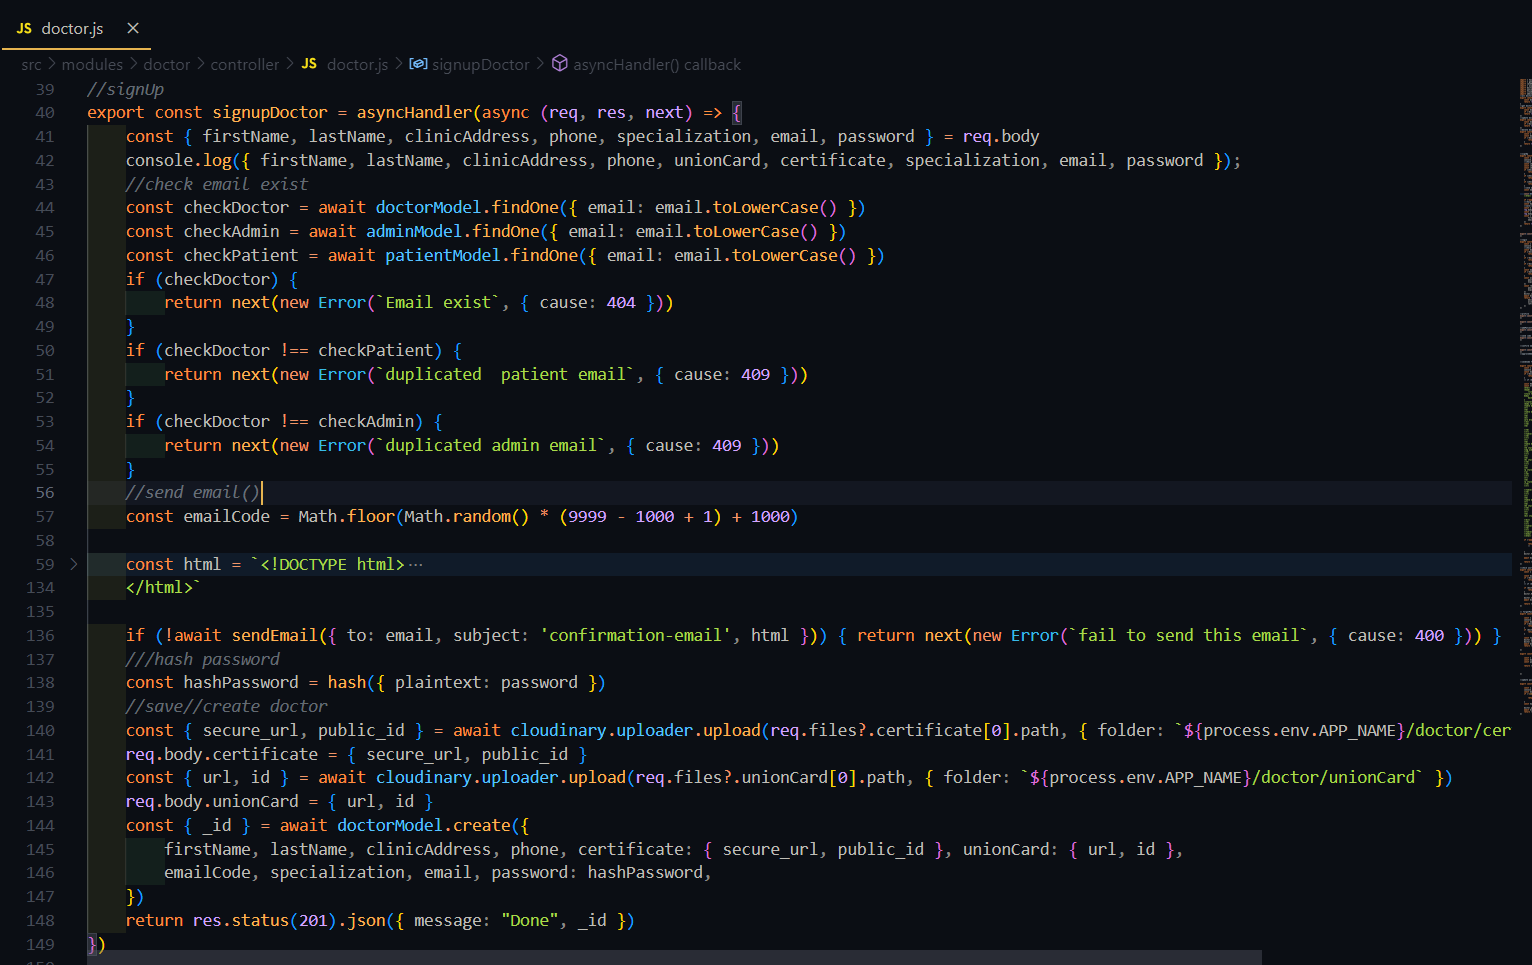 JS doctor.js ×
src > modules > doctor > controller > JS doctor.js > signupDoctor > asyncHandler() callback
39 //signUp
40 export const signupDoctor = asyncHandler(async (req, res, next) => {
41 const { firstName, lastName, clinicAddress, phone, specialization, email, password } = req.body
42 console.log({ firstName, lastName, clinicAddress, phone, unionCard, certificate, specialization, email, password });
43 //check email exist
44 const checkDoctor = await doctorModel.findOne({ email: email.toLowerCase() })
45 const checkAdmin = await adminModel.findOne({ email: email.toLowerCase() })
46 const checkPatient = await patientModel.findOne({ email: email.toLowerCase() })
47 if (checkDoctor) {
48 return next(new Error(`Email exist`, { cause: 404 }))
49 }
50 if (checkDoctor !== checkPatient) {
51 return next(new Error(`duplicated  patient email`, { cause: 409 }))
52 }
53 if (checkDoctor !== checkAdmin) {
54 return next(new Error(`duplicated admin email`, { cause: 409 }))
55 }
56 //send email()
57 const emailCode = Math.floor(Math.random() * (9999 - 1000 + 1) + 1000)
58
59 > const html = `<!DOCTYPE html>···
134 </html>`
135
136 if (!await sendEmail({ to: email, subject: 'confirmation-email', html })) { return next(new Error(`fail to send this email`, { cause: 400 })) }
137 ///hash password
138 const hashPassword = hash({ plaintext: password })
139 //save//create doctor
140 const { secure_url, public_id } = await cloudinary.uploader.upload(req.files?.certificate[0].path, { folder: `${process.env.APP_NAME}/doctor/cer
141 req.body.certificate = { secure_url, public_id }
142 const { url, id } = await cloudinary.uploader.upload(req.files?.unionCard[0].path, { folder: `${process.env.APP_NAME}/doctor/unionCard` })
143 req.body.unionCard = { url, id }
144 const { _id } = await doctorModel.create({
145 firstName, lastName, clinicAddress, phone, certificate: { secure_url, public_id }, unionCard: { url, id },
146 emailCode, specialization, email, password: hashPassword,
147 })
148 return res.status(201).json({ message: "Done", _id })
149 })